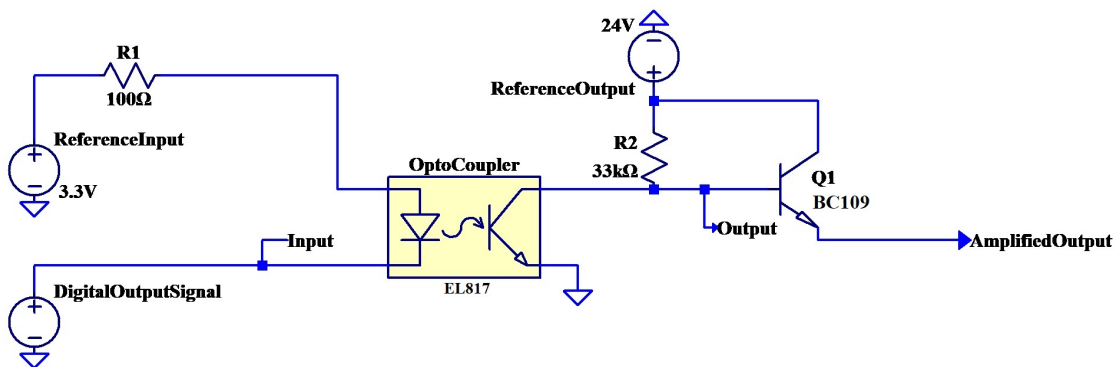 24V
R1
100Ω
ReferenceOutput
ReferenceInput
R2
33kΩ
OptoCoupler
3.3V
Q1
BC109
Input
Output
AmplifiedOutput
EL817
DigitalOutputSignal